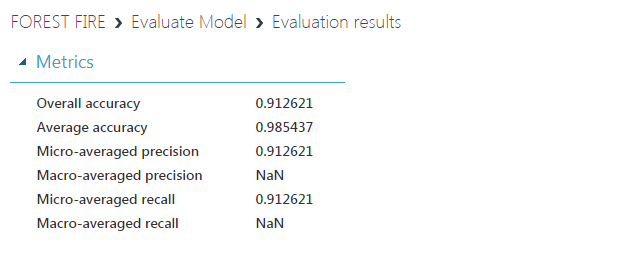 FOREST FIRE › Evaluate Model › Evaluation results
Metrics
Overall accuracy 0.912621
Average accuracy 0.985437
Micro-averaged precision 0.912621
Macro-averaged precision NaN
Micro-averaged recall 0.912621
Macro-averaged recall NaN